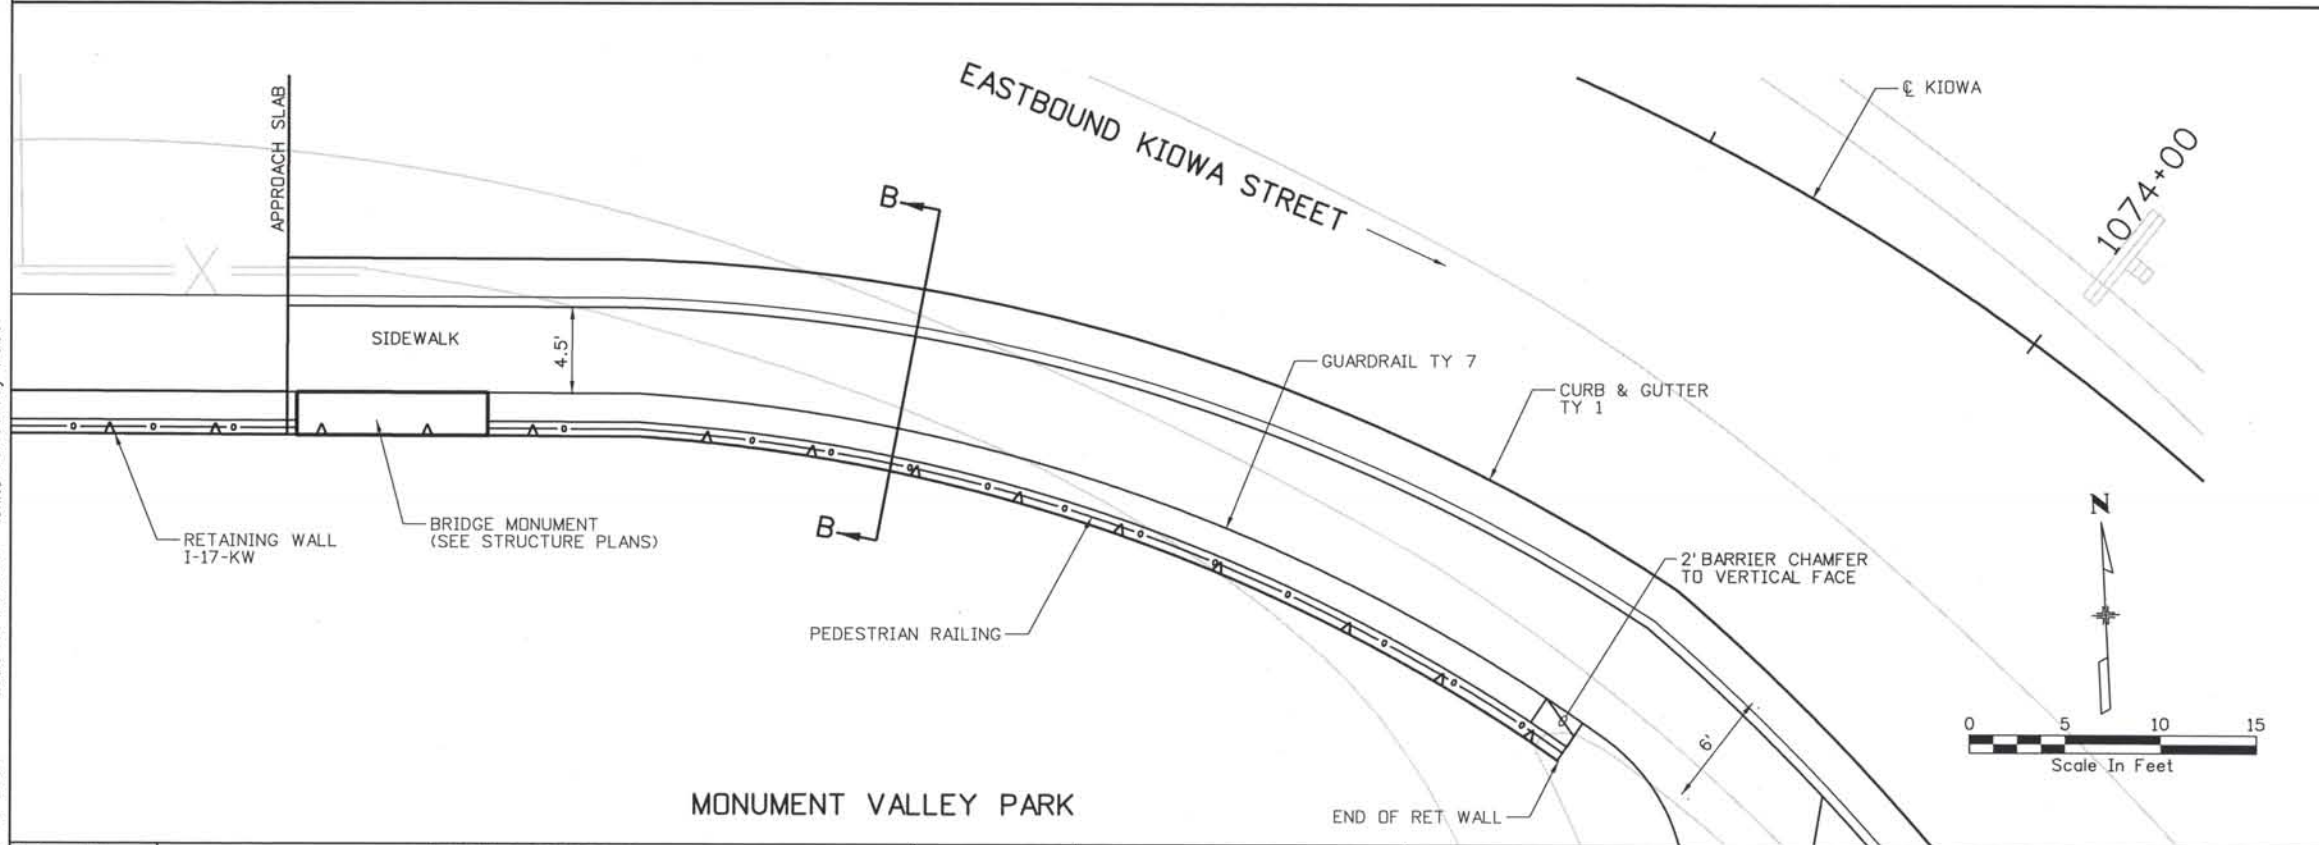 APPROACH SLAB
EASTBOUND KIOWA STREET
℄ KIOWA
1074+00
B
SIDEWALK
4.5'
GUARDRAIL TY 7
CURB & GUTTER
TY 1
B
RETAINING WALL
I-17-KW
BRIDGE MONUMENT
(SEE STRUCTURE PLANS)
PEDESTRIAN RAILING
2' BARRIER CHAMFER
TO VERTICAL FACE
N
6'
0 5 10 15
Scale In Feet
MONUMENT VALLEY PARK
END OF RET WALL